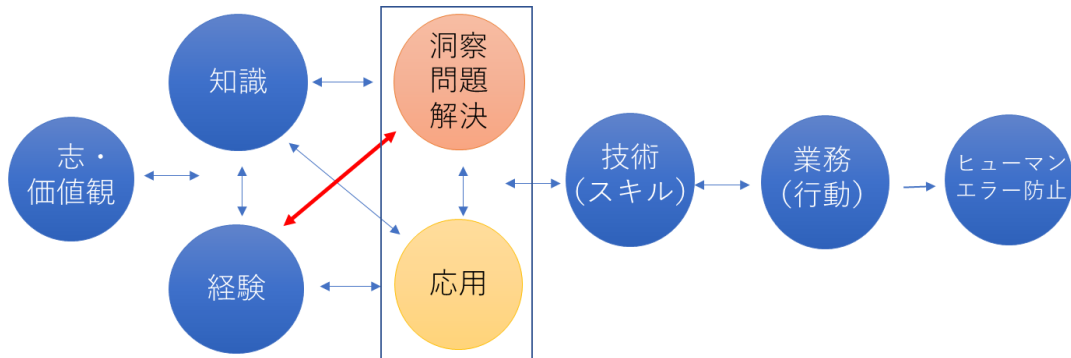 志・
価値観
知識
経験
洞察
問題
解決
応用
技術
(スキル)
業務
(行動)
ヒューマン
エラー防止